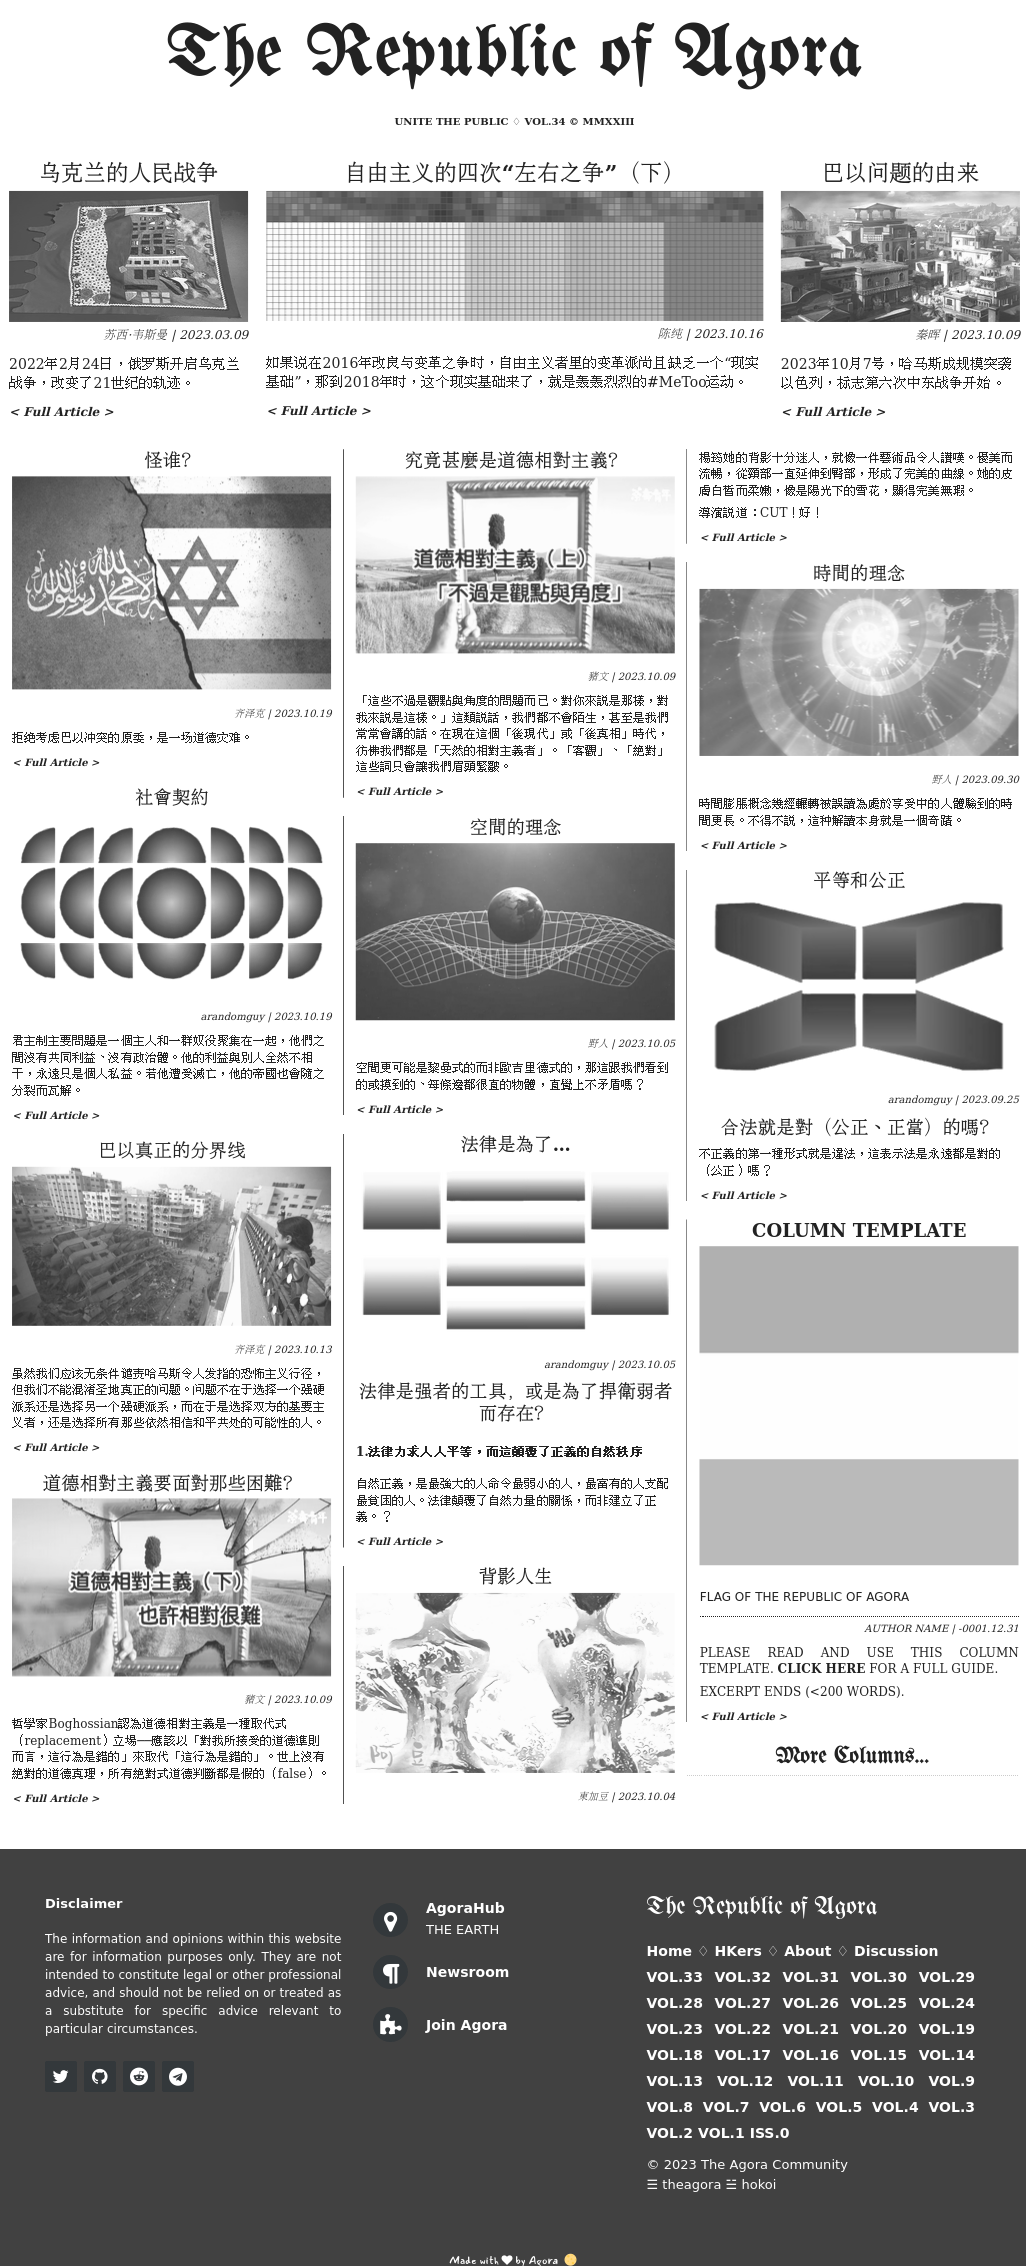 The Republic of Agora
UNITE THE PUBLIC ♢ VOL.34 © MMXXIII
乌克兰的人民战争
苏西·韦斯曼 | 2023.03.09
2022年2月24日，俄罗斯开启乌克兰
战争，改变了21世纪的轨迹。
< Full Article >
自由主义的四次“左右之争”（下）
陈纯 | 2023.10.16
如果说在2016年改良与变革之争时，自由主义者里的变革派尚且缺乏一个“现实
基础”，那到2018年时，这个现实基础来了，就是轰轰烈烈的#MeToo运动。
< Full Article >
巴以问题的由来
秦晖 | 2023.10.09
2023年10月7号，哈马斯成规模突袭
以色列，标志第六次中东战争开始。
< Full Article >
怪谁？
齐泽克 | 2023.10.19
拒绝考虑巴以冲突的原委，是一场道德灾难。
< Full Article >
社會契約
arandomguy | 2023.10.19
君主制主要問題是一個主人和一群奴役聚集在一起，他們之
間沒有共同利益、沒有政治體。他的利益與別人全然不相
干，永遠只是個人私益。若他遭受滅亡，他的帝國也會隨之
分裂而瓦解。
< Full Article >
巴以真正的分界线
齐泽克 | 2023.10.13
虽然我们应该无条件谴责哈马斯令人发指的恐怖主义行径，
但我们不能混淆圣地真正的问题。问题不在于选择一个强硬
派系还是选择另一个强硬派系，而在于是选择双方的基要主
义者，还是选择所有那些依然相信和平共处的可能性的人。
< Full Article >
道德相對主義要面對那些困難？
道德相對主義（下）
也許相對很難
豬文 | 2023.10.09
哲學家Boghossian認為道德相對主義是一種取代式
（replacement）立場──應該以「對我所接受的道德準則
而言，這行為是錯的」來取代「這行為是錯的」。世上沒有
絶對的道德真理，所有絶對式道德判斷都是假的（false）。
< Full Article >
究竟甚麼是道德相對主義？
道德相對主義（上）
「不過是觀點與角度」
豬文 | 2023.10.09
「這些不過是觀點與角度的問題而已。對你來説是那樣，對
我來説是這樣。」這類説話，我們都不會陌生，甚至是我們
常常會講的話。在現在這個「後現代」或「後真相」時代，
彷彿我們都是「天然的相對主義者」。「客觀」、「絶對」
這些詞只會讓我們眉頭緊皺。
< Full Article >
空間的理念
野人 | 2023.10.05
空間更可能是黎曼式的而非歐吉里德式的，那這跟我們看到
的或摸到的、每條邊都很直的物體，直覺上不矛盾嗎？
< Full Article >
法律是為了…
arandomguy | 2023.10.05
法律是强者的工具，或是為了捍衛弱者
而存在？
1.法律力求人人平等，而這顛覆了正義的自然秩序
自然正義，是最強大的人命令最弱小的人，最富有的人支配
最貧困的人。法律顛覆了自然力量的關係，而非建立了正
義。？
< Full Article >
背影人生
東加豆 | 2023.10.04
楊筠她的背影十分迷人，就像一件藝術品令人讚嘆。優美而
流暢，從頸部一直延伸到臀部，形成了完美的曲線。她的皮
膚白皙而柔嫩，像是陽光下的雪花，顯得完美無瑕。
導演説道：CUT！好！
< Full Article >
時間的理念
野人 | 2023.09.30
時間膨脹概念幾經輾轉被誤讀為處於享受中的人體驗到的時
間更長。不得不説，這种解讀本身就是一個奇蹟。
< Full Article >
平等和公正
arandomguy | 2023.09.25
合法就是對（公正、正當）的嗎？
不正義的第一種形式就是違法，這表示法是永遠都是對的
（公正）嗎？
< Full Article >
COLUMN TEMPLATE
FLAG OF THE REPUBLIC OF AGORA
AUTHOR NAME | -0001.12.31
PLEASE READ AND USE THIS COLUMN
TEMPLATE. CLICK HERE FOR A FULL GUIDE.
EXCERPT ENDS (<200 WORDS).
< Full Article >
More Columns...
Disclaimer
The information and opinions within this website
are for information purposes only. They are not
intended to constitute legal or other professional
advice, and should not be relied on or treated as
a substitute for specific advice relevant to
particular circumstances.
AgoraHub
THE EARTH
Newsroom
Join Agora
The Republic of Agora
Home ♢ HKers ♢ About ♢ Discussion
VOL.33 VOL.32 VOL.31 VOL.30 VOL.29
VOL.28 VOL.27 VOL.26 VOL.25 VOL.24
VOL.23 VOL.22 VOL.21 VOL.20 VOL.19
VOL.18 VOL.17 VOL.16 VOL.15 VOL.14
VOL.13 VOL.12 VOL.11 VOL.10 VOL.9
VOL.8 VOL.7 VOL.6 VOL.5 VOL.4 VOL.3
VOL.2 VOL.1 ISS.0
© 2023 The Agora Community
☰ theagora ☱ hokoi
Made with ♥ by Agora